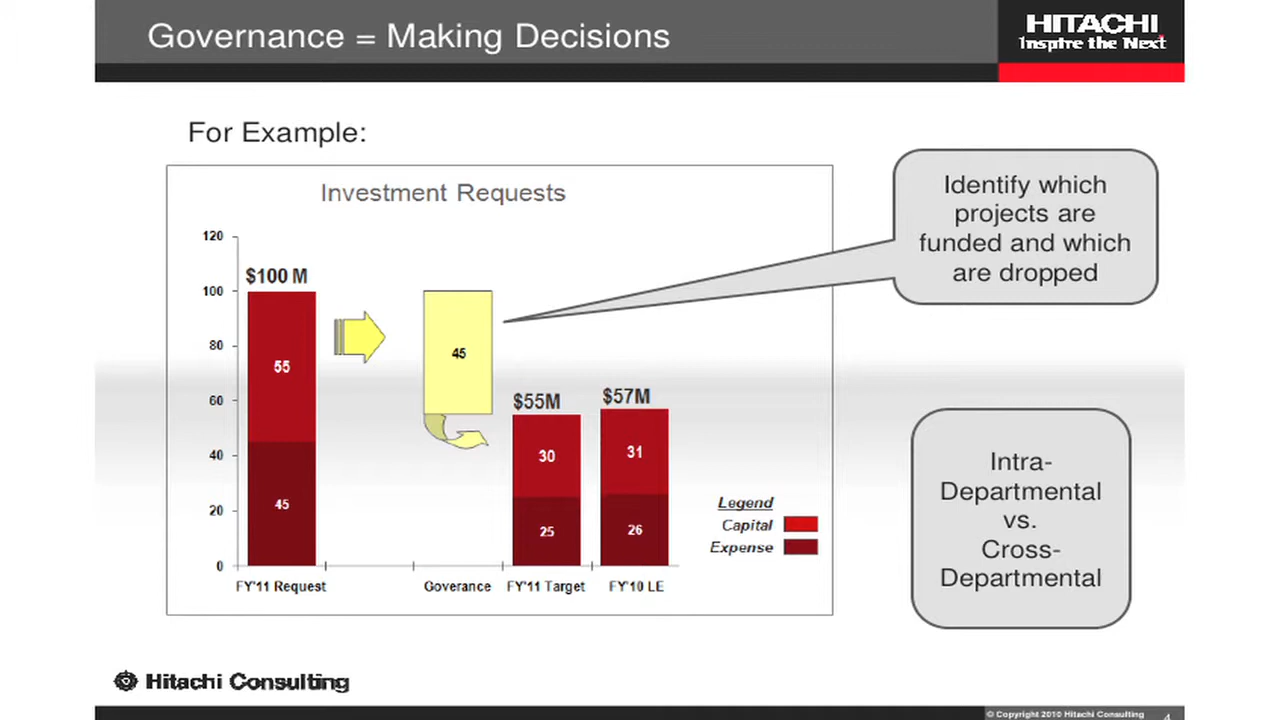 Governance = Making Decisions
HITACHI
Inspire the Next
For Example:
Investment Requests
Identify which
projects are
funded and which
are dropped
120
100
80
60
40
20
0
$100 M
55
45
45
$55M
30
25
$57M
31
26
Legend
Capital
Expense
FY'11 Request
Goverance
FY'11 Target
FY'10 LE
Intra-
Departmental
vs.
Cross-
Departmental
Hitachi Consulting
© Copyright 2010 Hitachi Consulting
4